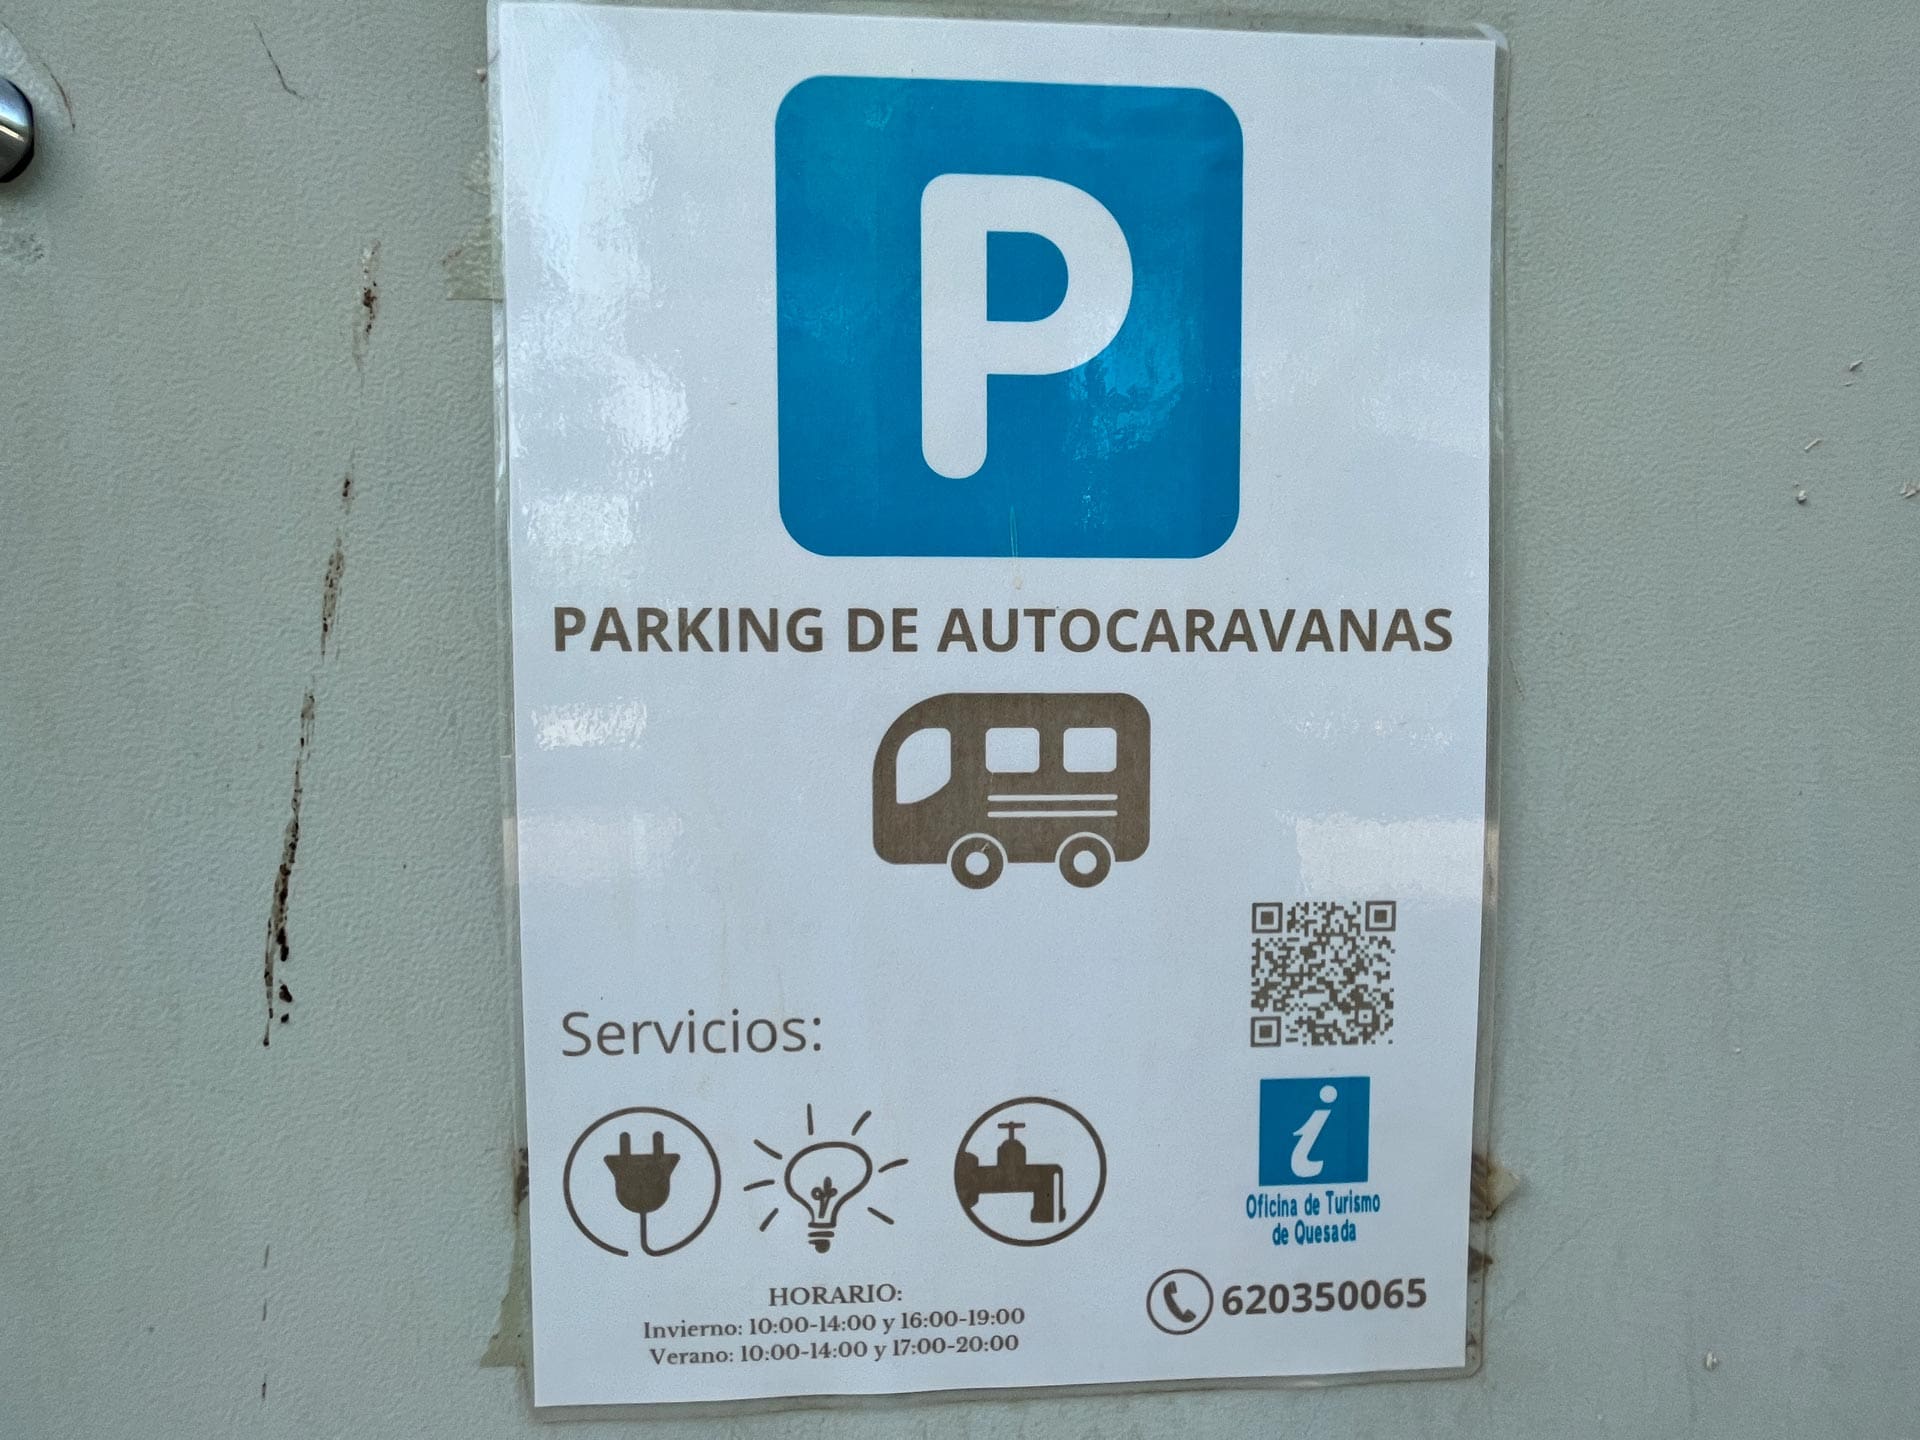 P
PARKING DE AUTOCARAVANAS
Servicios:
i
Oficina de Turismo
de Quesada
HORARIO:
Invierno: 10:00-14:00 y 16:00-19:00
Verano: 10:00-14:00 y 17:00-20:00
620350065